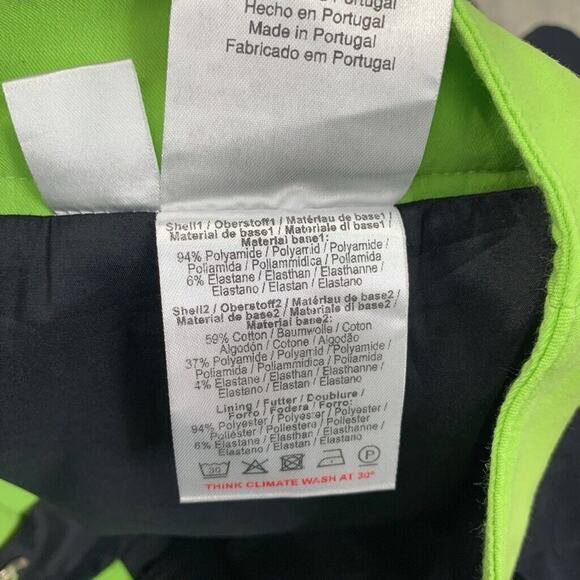 Hecho en Portugal
Made in Portugal
Fabricado em Portugal
Shell1 / Oberstoff1 / Matériau de base1 /
Material de base1 / Materiale di base1 /
Material bane1:
94% Polyamide / Polyamid / Polyamide /
Poliamida / Poliammidica / Poliamida
6% Elastane / Elasthan / Elasthanne /
Elastano / Elastan / Elastano
Shell2 / Oberstoff2 / Matériau de base2 /
Material de base2 / Materiale di base2 /
Material bane2:
59% Cotton / Baumwolle / Coton
Algodón / Cotone / Algodão
37% Polyamide / Polyamid / Polyamide /
Poliamida / Poliammidica / Poliamida
4% Elastane / Elasthan / Elasthanne /
Elastano / Elastan / Elastano
Lining / Futter / Doublure /
Forro / Fodera / Forro:
94% Polyester / Polyester / Polyester /
Poliéster / Poliestere / Poliéster
6% Elastane / Elasthan / Elasthanne /
Elastano / Elastan / Elastano
30 P
THINK CLIMATE WASH AT 30°